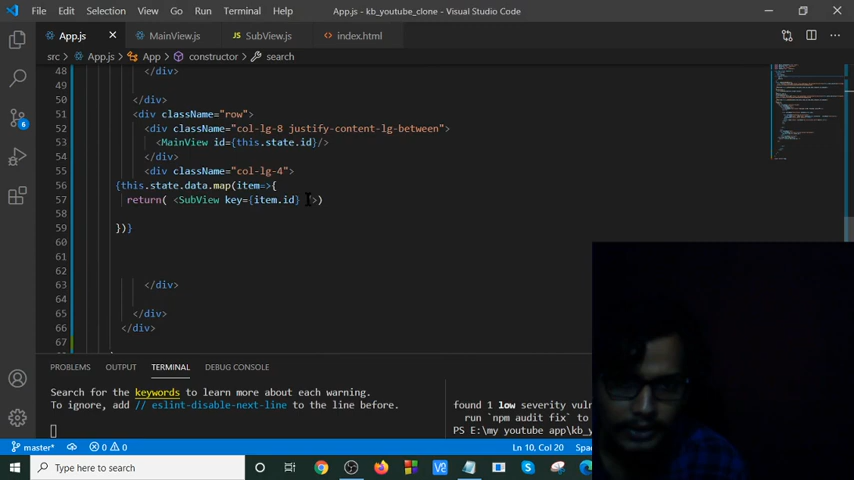 File Edit Selection View Go Run Terminal Help App.js - kb_youtube_clone - Visual Studio Code
App.js MainView.js SubView.js index.html
src > App.js > App > constructor > search
48 </div>
49
50 </div>
51 <div className="row">
52 <div className="col-lg-8 justify-content-lg-between">
53 <MainView id={this.state.id}/>
54 </div>
55 <div className="col-lg-4">
56 {this.state.data.map(item=>{
57 return( <SubView key={item.id} >)
58
59 })}
60
61
62
63 </div>
64
65 </div>
66 </div>
67
PROBLEMS OUTPUT TERMINAL DEBUG CONSOLE
Search for the keywords to learn more about each warning.
To ignore, add // eslint-disable-next-line to the line before.
found 1 low severity vuln
run `npm audit fix` to
PS E:\my youtube app\kb_y
6
master* 0 0 Ln 10, Col 20 Spac
Type here to search